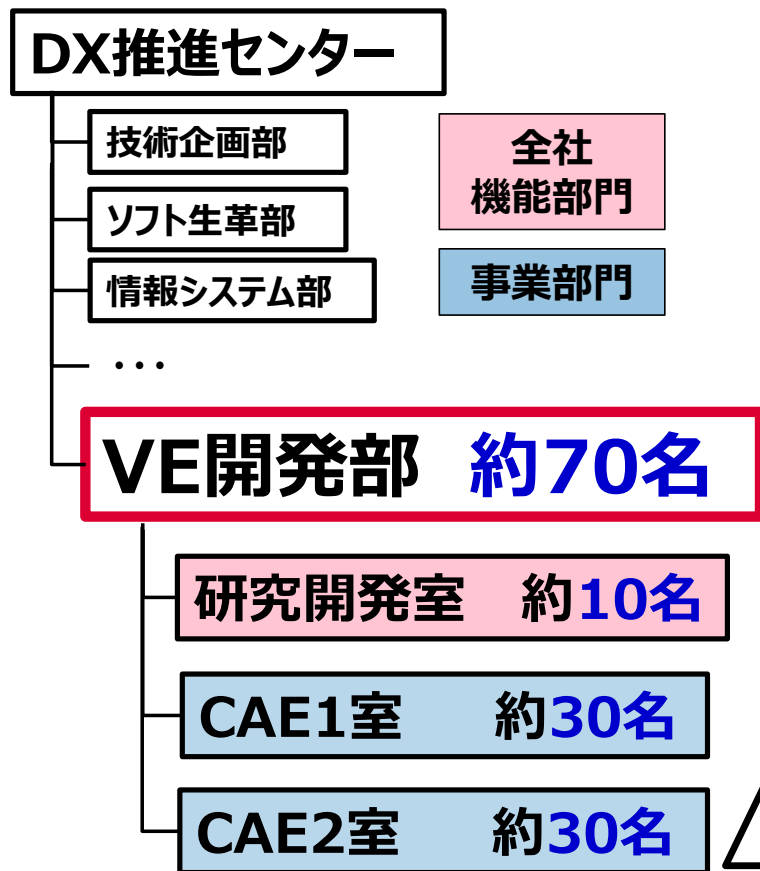 DX推進センター
技術企画部
ソフト生革部
情報システム部
・・・
全社
機能部門
事業部門
VE開発部 約70名
研究開発室 約10名
CAE1室 約30名
CAE2室 約30名